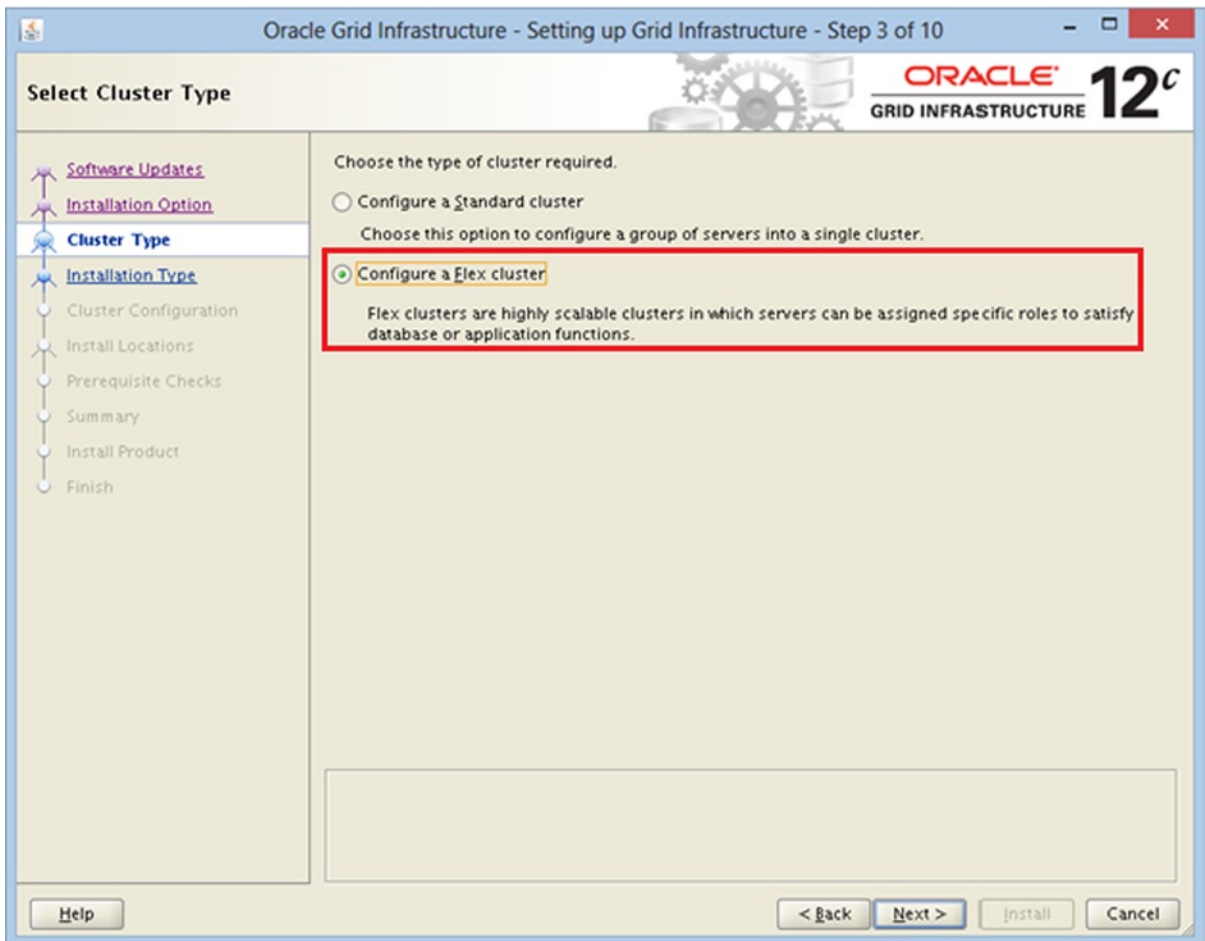 Oracle Grid Infrastructure - Setting up Grid Infrastructure - Step 3 of 10
Select Cluster Type
ORACLE
GRID INFRASTRUCTURE
12c
Software Updates
Installation Option
Cluster Type
Installation Type
Cluster Configuration
Install Locations
Prerequisite Checks
Summary
Install Product
Finish
Choose the type of cluster required.
Configure a Standard cluster
Choose this option to configure a group of servers into a single cluster.
Configure a Flex cluster
Flex clusters are highly scalable clusters in which servers can be assigned specific roles to satisfy
database or application functions.
Help
< Back
Next >
Install
Cancel